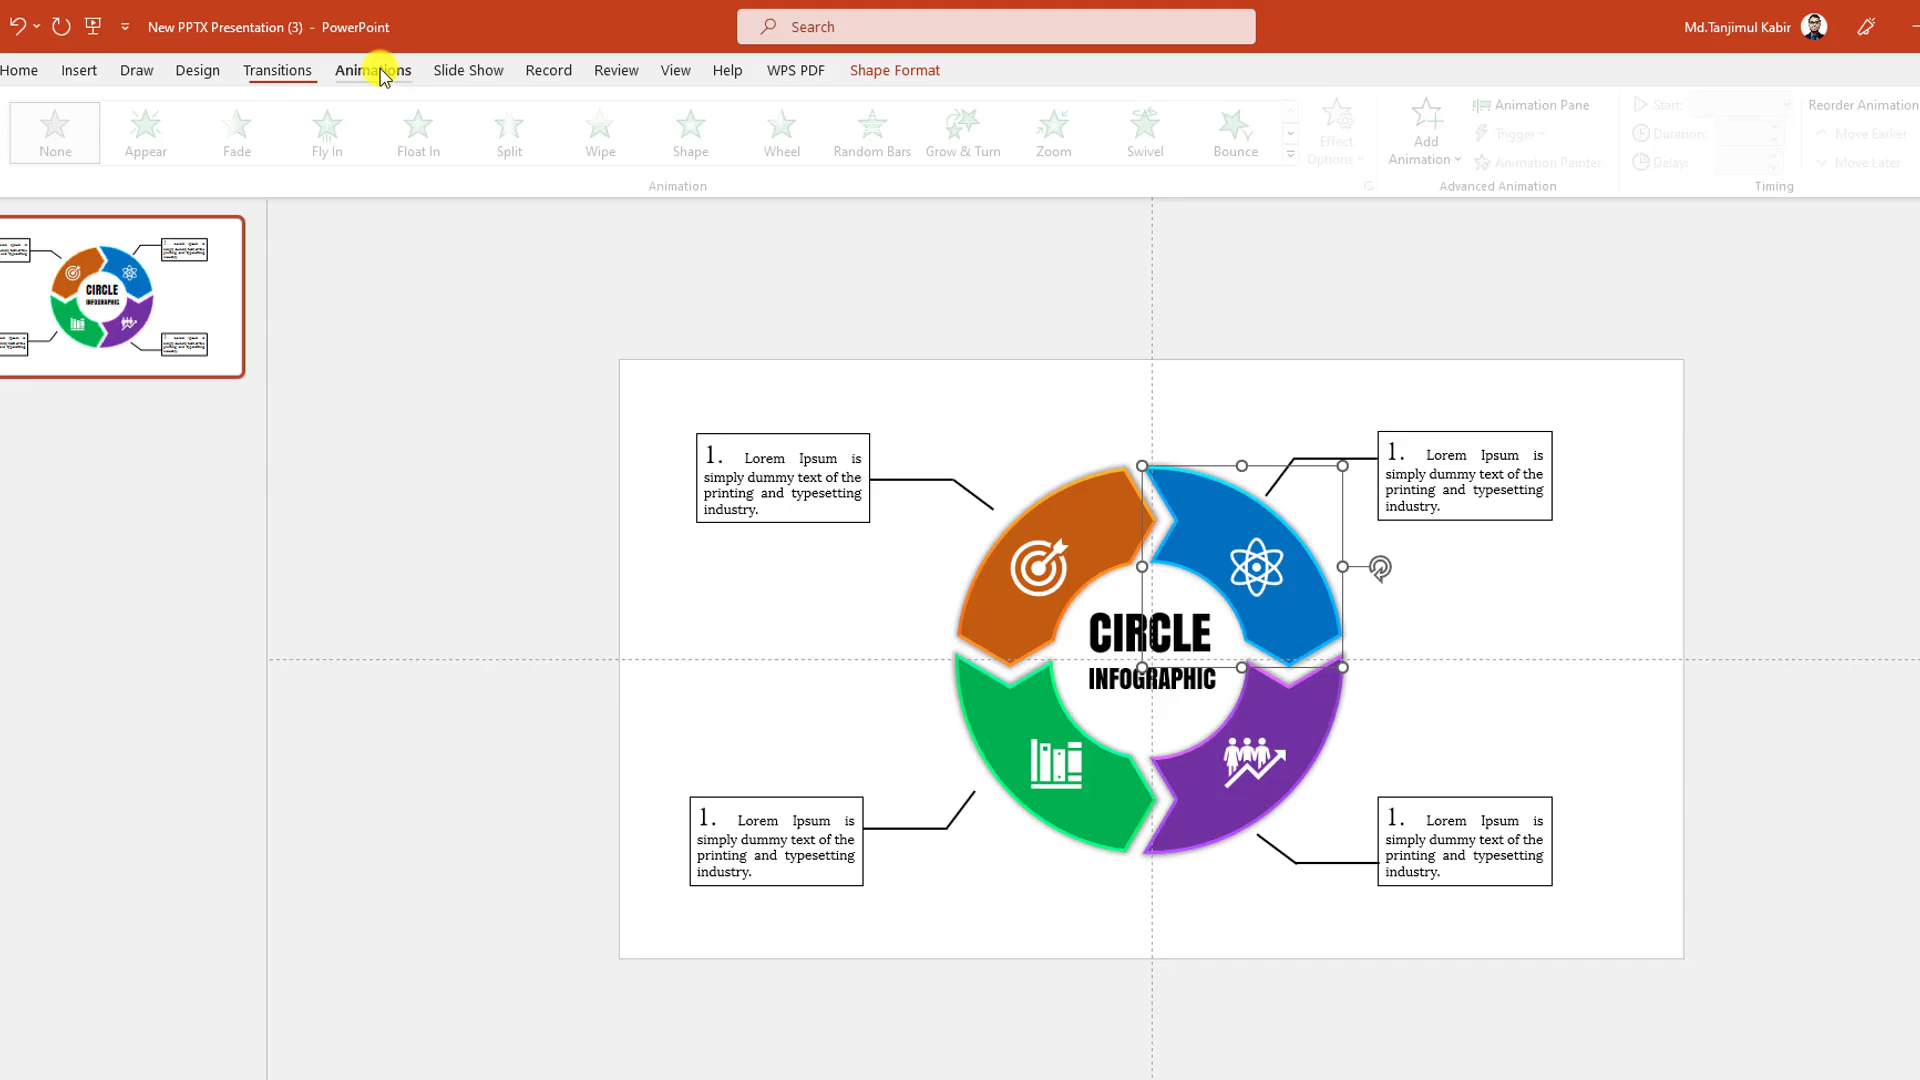 New PPTX Presentation (3) - PowerPoint
Search
Md.Tanjimul Kabir
Home Insert Draw Design Transitions Animations Slide Show Record Review View Help WPS PDF Shape Format
None Appear Fade Fly In Float In Split Wipe Shape Wheel Random Bars Grow & Turn Zoom Swivel Bounce
Effect
Options
Add
Animation
Animation Pane
Trigger
Animation Painter
Start:
Duration:
Delay:
Reorder Animation
Move Earlier
Move Later
Animation
Advanced Animation
Timing
CIRCLE
INFOGRAPHIC
1. Lorem Ipsum is
simply dummy text of the
printing and typesetting
industry.
1. Lorem Ipsum is
simply dummy text of the
printing and typesetting
industry.
CIRCLE
INFOGRAPHIC
1. Lorem Ipsum is
simply dummy text of the
printing and typesetting
industry.
1. Lorem Ipsum is
simply dummy text of the
printing and typesetting
industry.